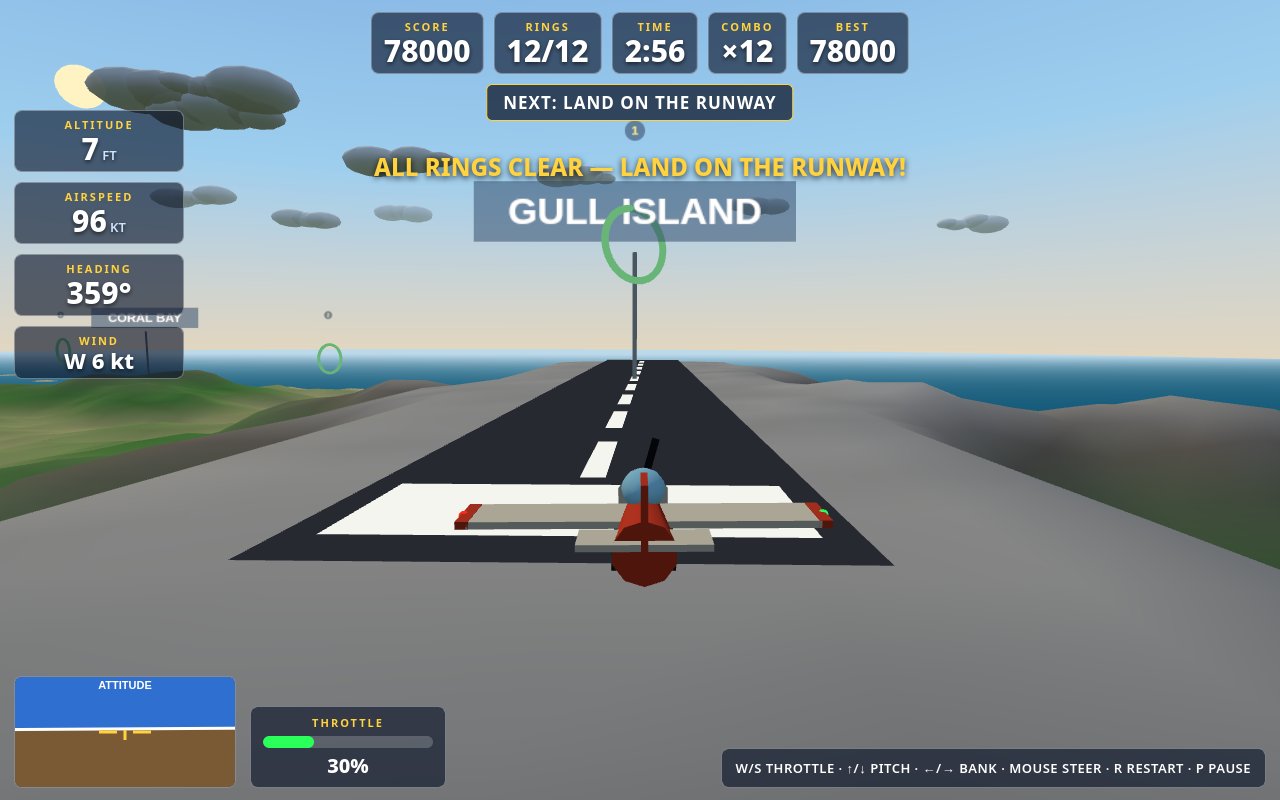 SCORE
78000
RINGS
12/12
TIME
2:56
COMBO
×12
BEST
78000
NEXT: LAND ON THE RUNWAY
1
ALL RINGS CLEAR — LAND ON THE RUNWAY!
GULL ISLAND
ALTITUDE
7 FT
AIRSPEED
96 KT
HEADING
359°
CORAL BAY
WIND
W 6 kt
ATTITUDE
THROTTLE
30%
W/S THROTTLE · ↑/↓ PITCH · ←/→ BANK · MOUSE STEER · R RESTART · P PAUSE